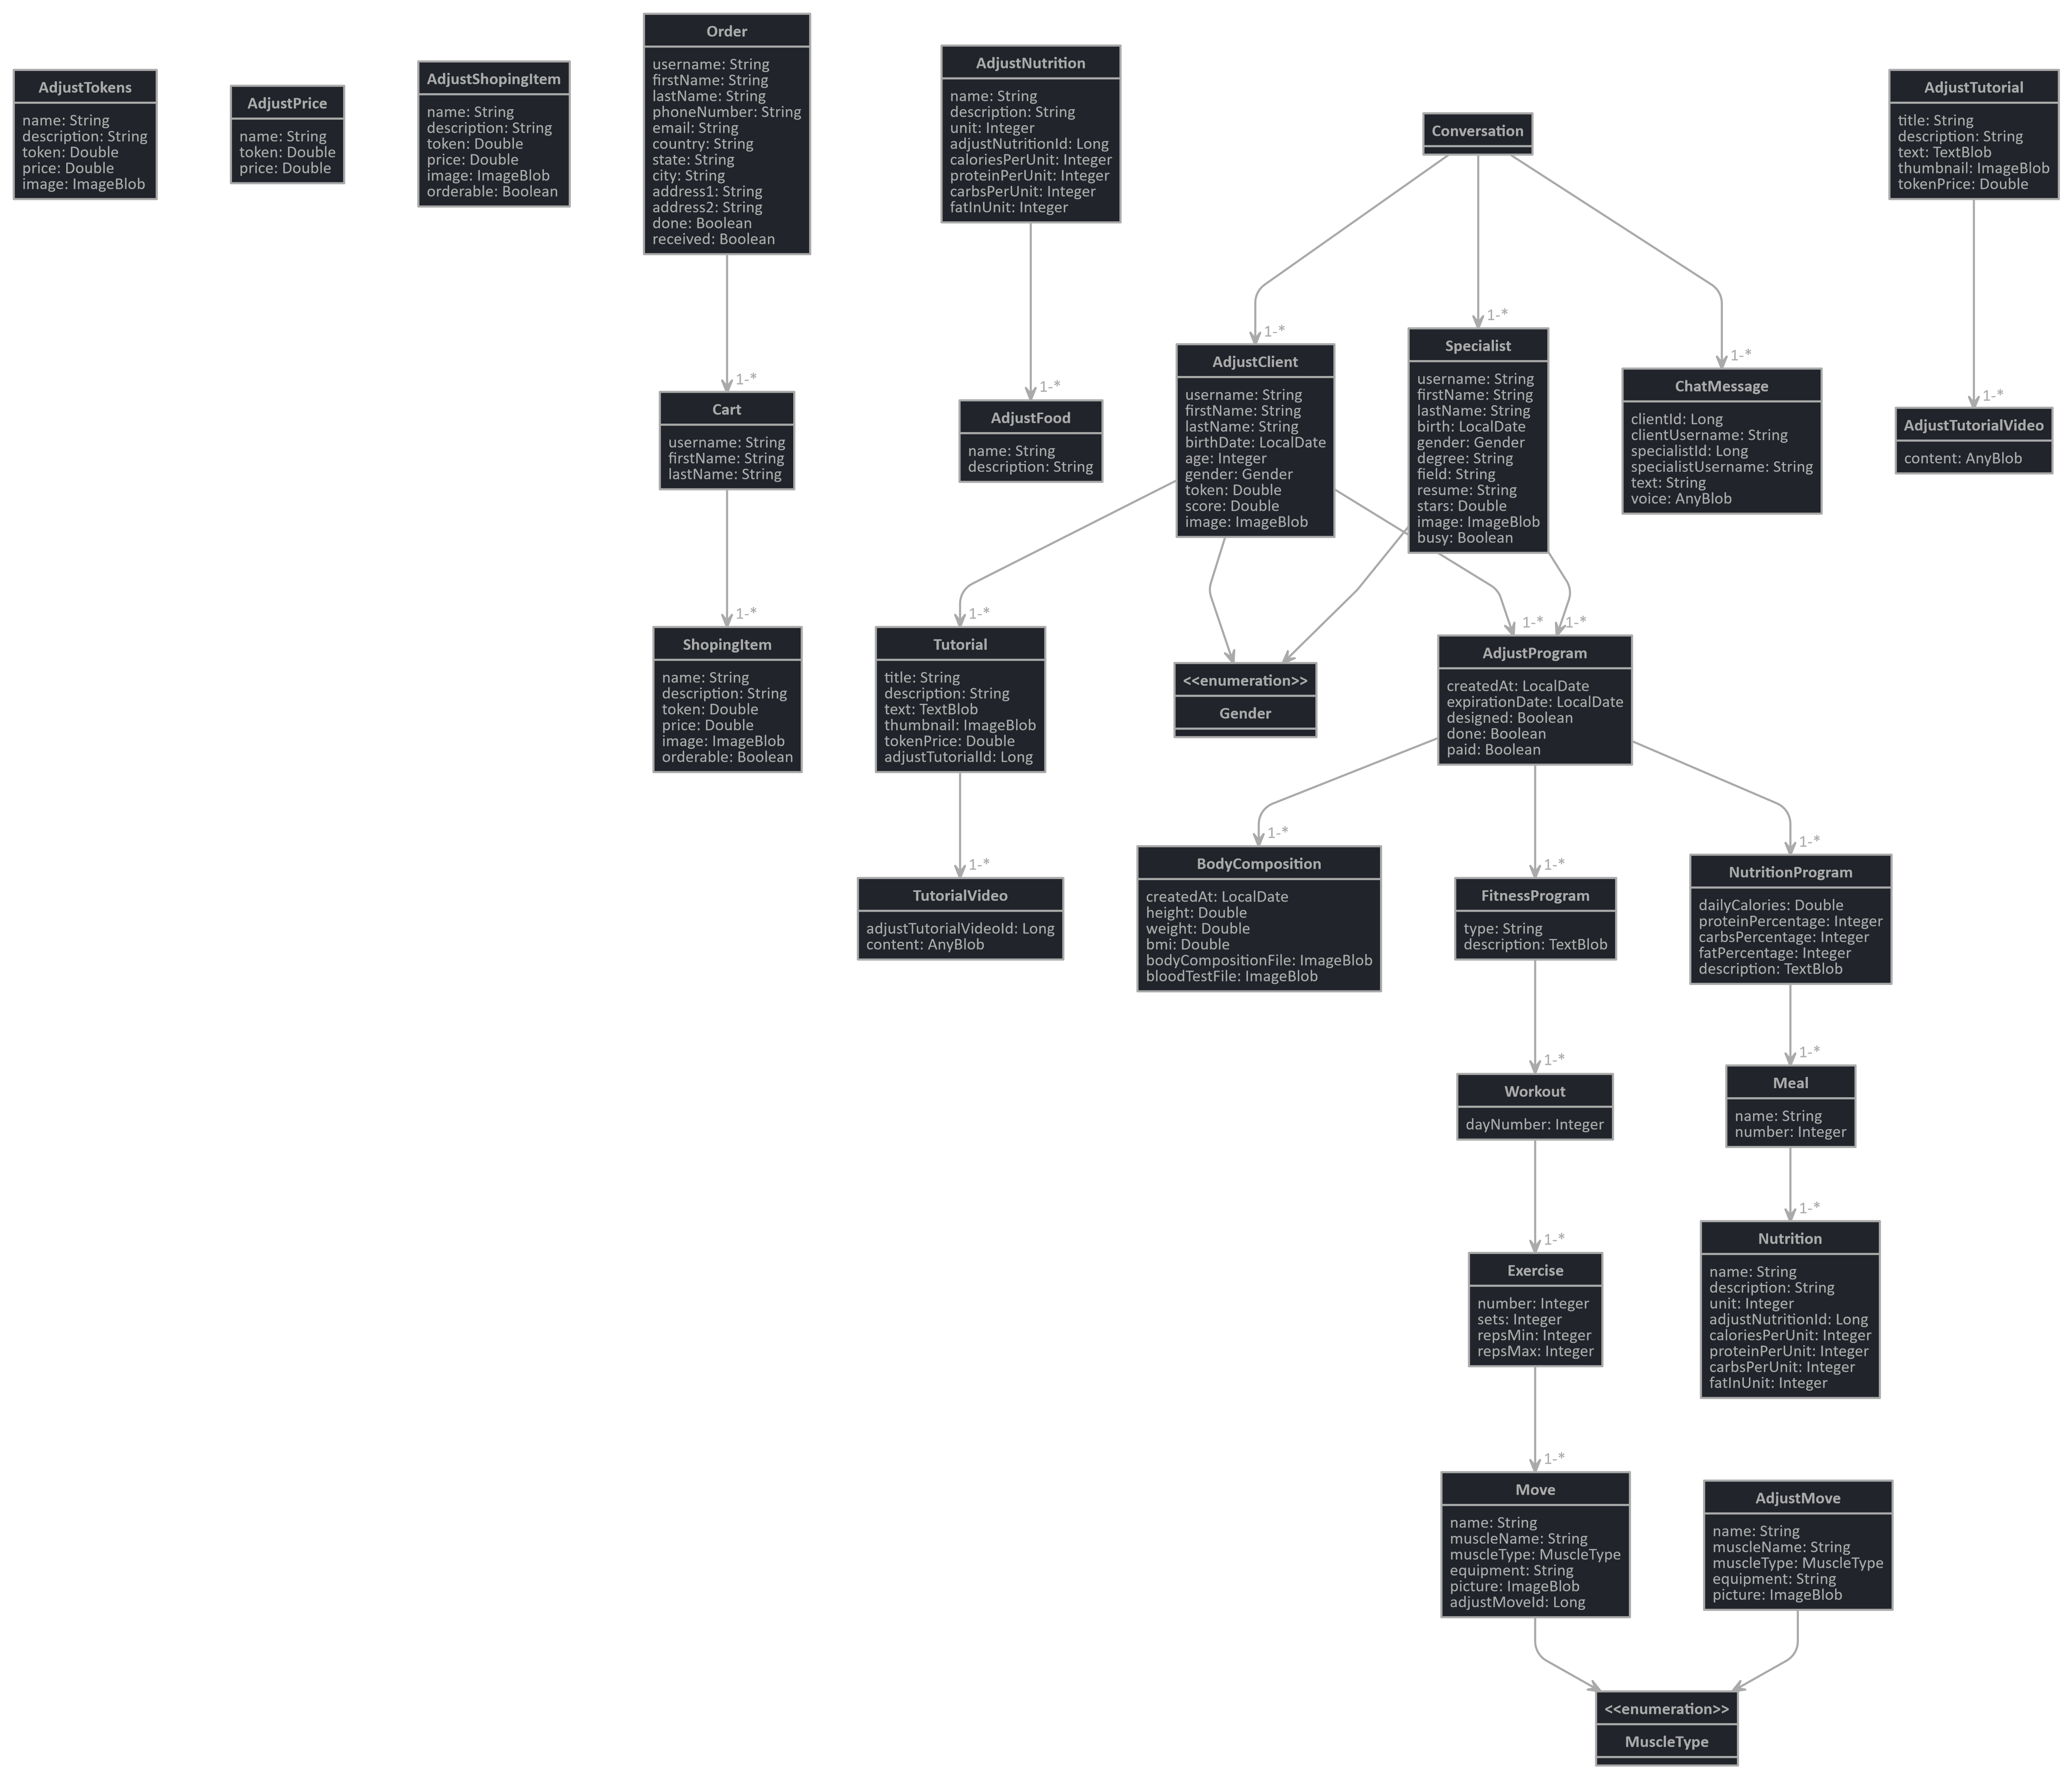 AdjustTokens
name: String
description: String
token: Double
price: Double
image: ImageBlob
AdjustPrice
name: String
token: Double
price: Double
AdjustShopingItem
name: String
description: String
token: Double
price: Double
image: ImageBlob
orderable: Boolean
Order
username: String
firstName: String
lastName: String
phoneNumber: String
email: String
country: String
state: String
city: String
address1: String
address2: String
done: Boolean
received: Boolean
AdjustNutrition
name: String
description: String
unit: Integer
adjustNutritionId: Long
caloriesPerUnit: Integer
proteinPerUnit: Integer
carbsPerUnit: Integer
fatInUnit: Integer
Conversation
AdjustTutorial
title: String
description: String
text: TextBlob
thumbnail: ImageBlob
tokenPrice: Double
1-*
Cart
username: String
firstName: String
lastName: String
1-*
AdjustFood
name: String
description: String
1-*
AdjustClient
username: String
firstName: String
lastName: String
birthDate: LocalDate
age: Integer
gender: Gender
token: Double
score: Double
image: ImageBlob
1-*
Specialist
username: String
firstName: String
lastName: String
birth: LocalDate
gender: Gender
degree: String
field: String
resume: String
stars: Double
image: ImageBlob
busy: Boolean
1-*
ChatMessage
clientId: Long
clientUsername: String
specialistId: Long
specialistUsername: String
text: String
voice: AnyBlob
1-*
AdjustTutorialVideo
content: AnyBlob
1-*
ShopingItem
name: String
description: String
token: Double
price: Double
image: ImageBlob
orderable: Boolean
1-*
Tutorial
title: String
description: String
text: TextBlob
thumbnail: ImageBlob
tokenPrice: Double
adjustTutorialId: Long
<<enumeration>>
Gender
1-*
1-*
AdjustProgram
createdAt: LocalDate
expirationDate: LocalDate
designed: Boolean
done: Boolean
paid: Boolean
1-*
TutorialVideo
adjustTutorialVideoId: Long
content: AnyBlob
1-*
BodyComposition
createdAt: LocalDate
height: Double
weight: Double
bmi: Double
bodyCompositionFile: ImageBlob
bloodTestFile: ImageBlob
1-*
FitnessProgram
type: String
description: TextBlob
1-*
NutritionProgram
dailyCalories: Double
proteinPercentage: Integer
carbsPercentage: Integer
fatPercentage: Integer
description: TextBlob
1-*
Workout
dayNumber: Integer
1-*
Meal
name: String
number: Integer
1-*
Exercise
number: Integer
sets: Integer
repsMin: Integer
repsMax: Integer
1-*
Nutrition
name: String
description: String
unit: Integer
adjustNutritionId: Long
caloriesPerUnit: Integer
proteinPerUnit: Integer
carbsPerUnit: Integer
fatInUnit: Integer
1-*
Move
name: String
muscleName: String
muscleType: MuscleType
equipment: String
picture: ImageBlob
adjustMoveId: Long
AdjustMove
name: String
muscleName: String
muscleType: MuscleType
equipment: String
picture: ImageBlob
<<enumeration>>
MuscleType